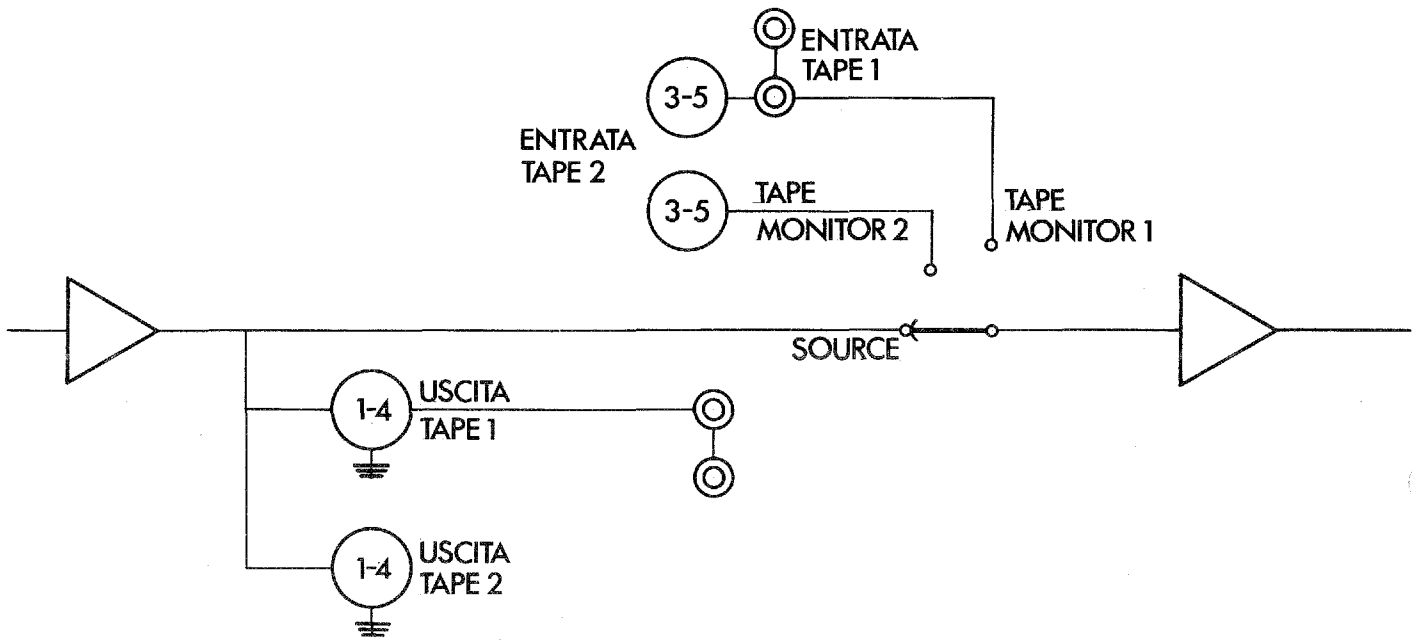 ENTRATA
TAPE 1
3-5
ENTRATA
TAPE 2
3-5
TAPE
MONITOR 2
TAPE
MONITOR 1
SOURCE
1-4
USCITA
TAPE 1
1-4
USCITA
TAPE 2